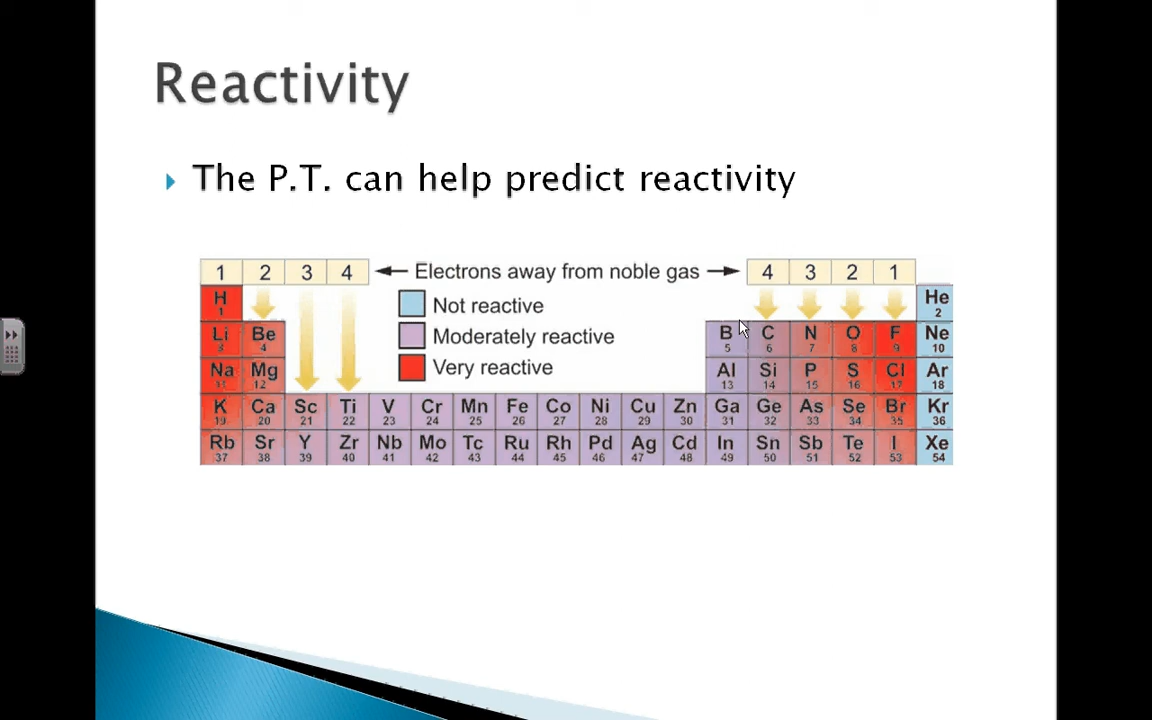 Reactivity
The P.T. can help predict reactivity
1 2 3 4 Electrons away from noble gas 4 3 2 1
H He
1 2
Not reactive
Li Be B C N O F Ne
3 4 5 6 7 8 9 10
Moderately reactive
Very reactive
Na Mg Al Si P S Cl Ar
11 12 13 14 15 16 17 18
K Ca Sc Ti V Cr Mn Fe Co Ni Cu Zn Ga Ge As Se Br Kr
19 20 21 22 23 24 25 26 27 28 29 30 31 32 33 34 35 36
Rb Sr Y Zr Nb Mo Tc Ru Rh Pd Ag Cd In Sn Sb Te I Xe
37 38 39 40 41 42 43 44 45 46 47 48 49 50 51 52 53 54